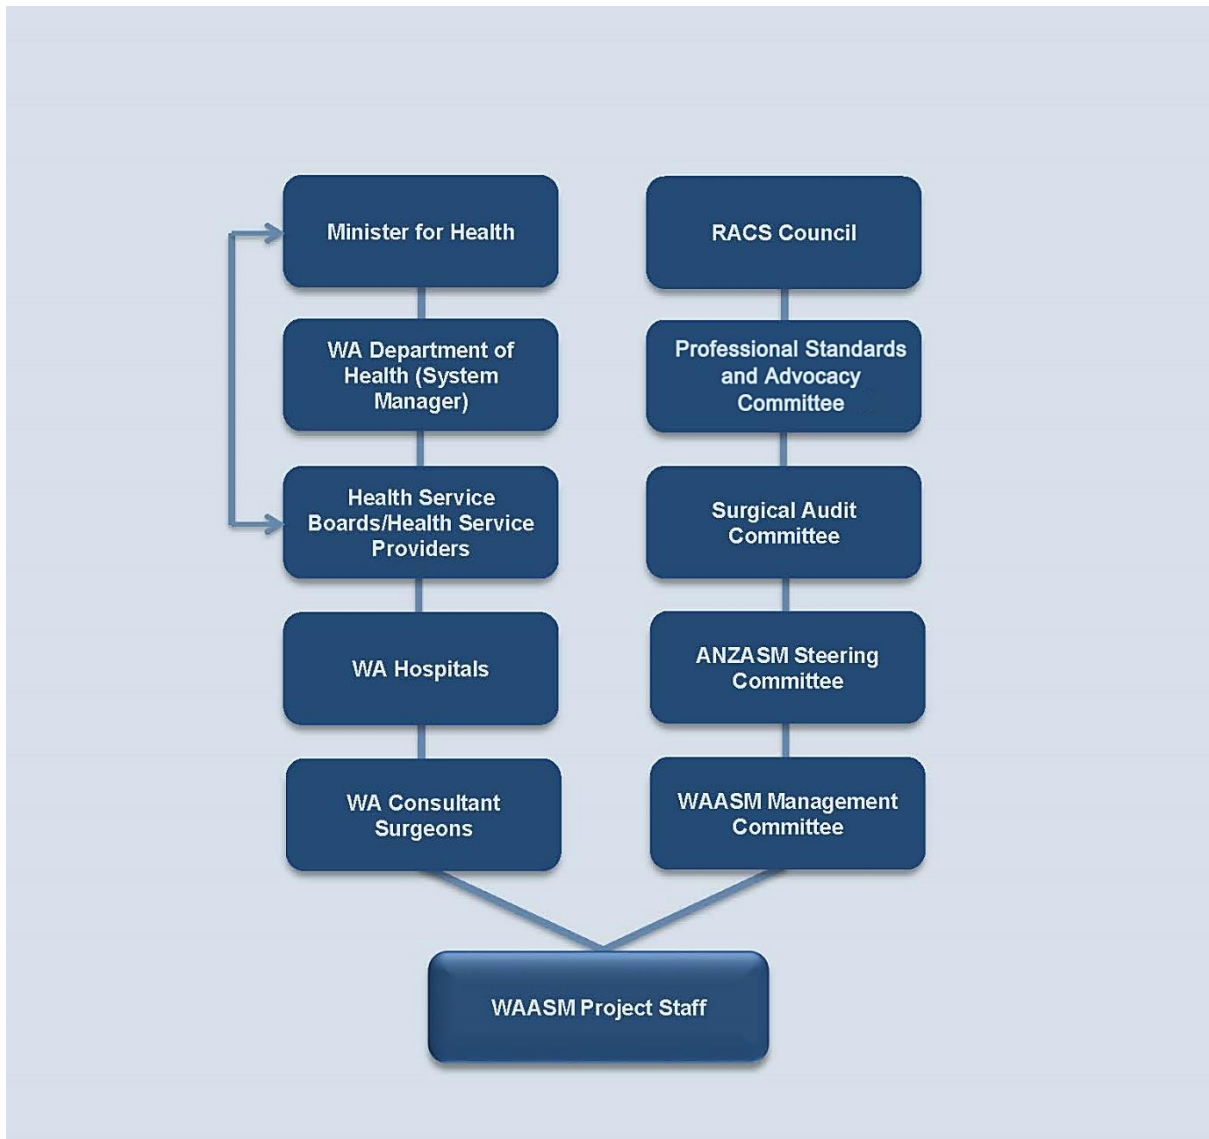 Minister for Health
WA Department of
Health (System
Manager)
Health Service
Boards/Health Service
Providers
WA Hospitals
WA Consultant
Surgeons
RACS Council
Professional Standards
and Advocacy
Committee
Surgical Audit
Committee
ANZASM Steering
Committee
WAASM Management
Committee
WAASM Project Staff